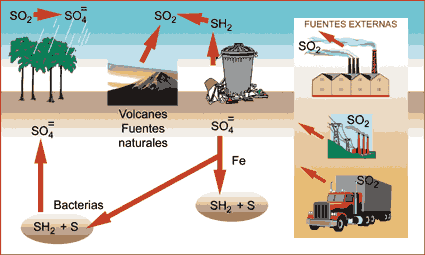 SO2
SO4=
SO2
SH2
FUENTES EXTERNAS
SO2
Volcanes
Fuentes
naturales
SO4=
SO4=
SO2
Fe
SO2
Bacterias
SH2 + S
SH2 + S